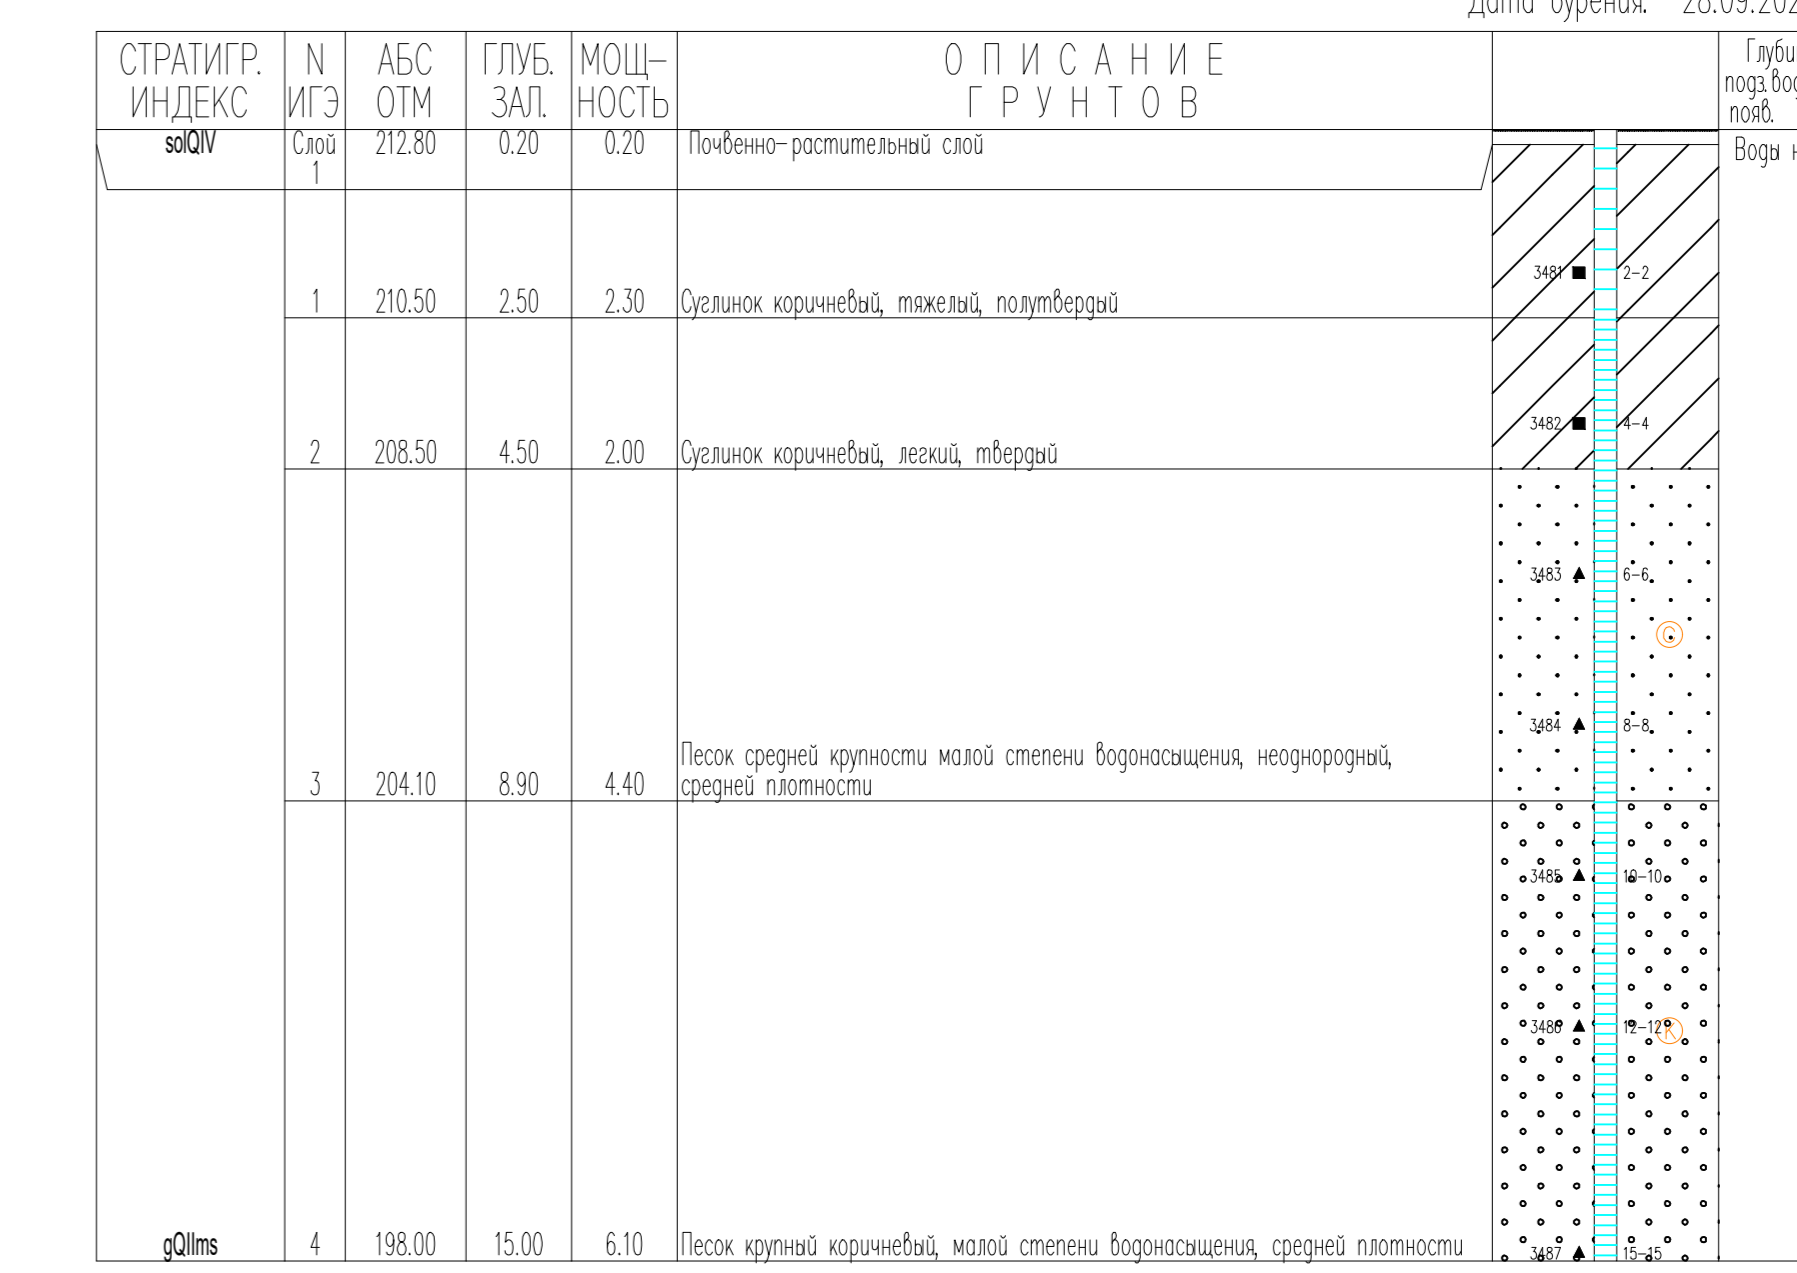 Дата бурения: 28.09.202
СТРАТИГР. ИНДЕКС N ИГЭ АБС ОТМ ГЛУБ. ЗАЛ. МОЩ- НОСТЬ ОПИСАНИЕ ГРУНТОВ подз.вод появ.
solQIV Слой 1 212.80 0.20 0.20 Почвенно-растительный слой Воды
3481 2-2
1 210.50 2.50 2.30 Суглинок коричневый, тяжелый, полутвердый
3482 4-4
2 208.50 4.50 2.00 Суглинок коричневый, легкий, твердый
3483 6-6
С
3484 8-8
3 204.10 8.90 4.40 Песок средней крупности малой степени водонасыщения, неоднородный,
средней плотности
3485 10-10
3486 12-12 К
gQIIms 4 198.00 15.00 6.10 Песок крупный коричневый, малой степени водонасыщения, средней плотности
3487 15-15